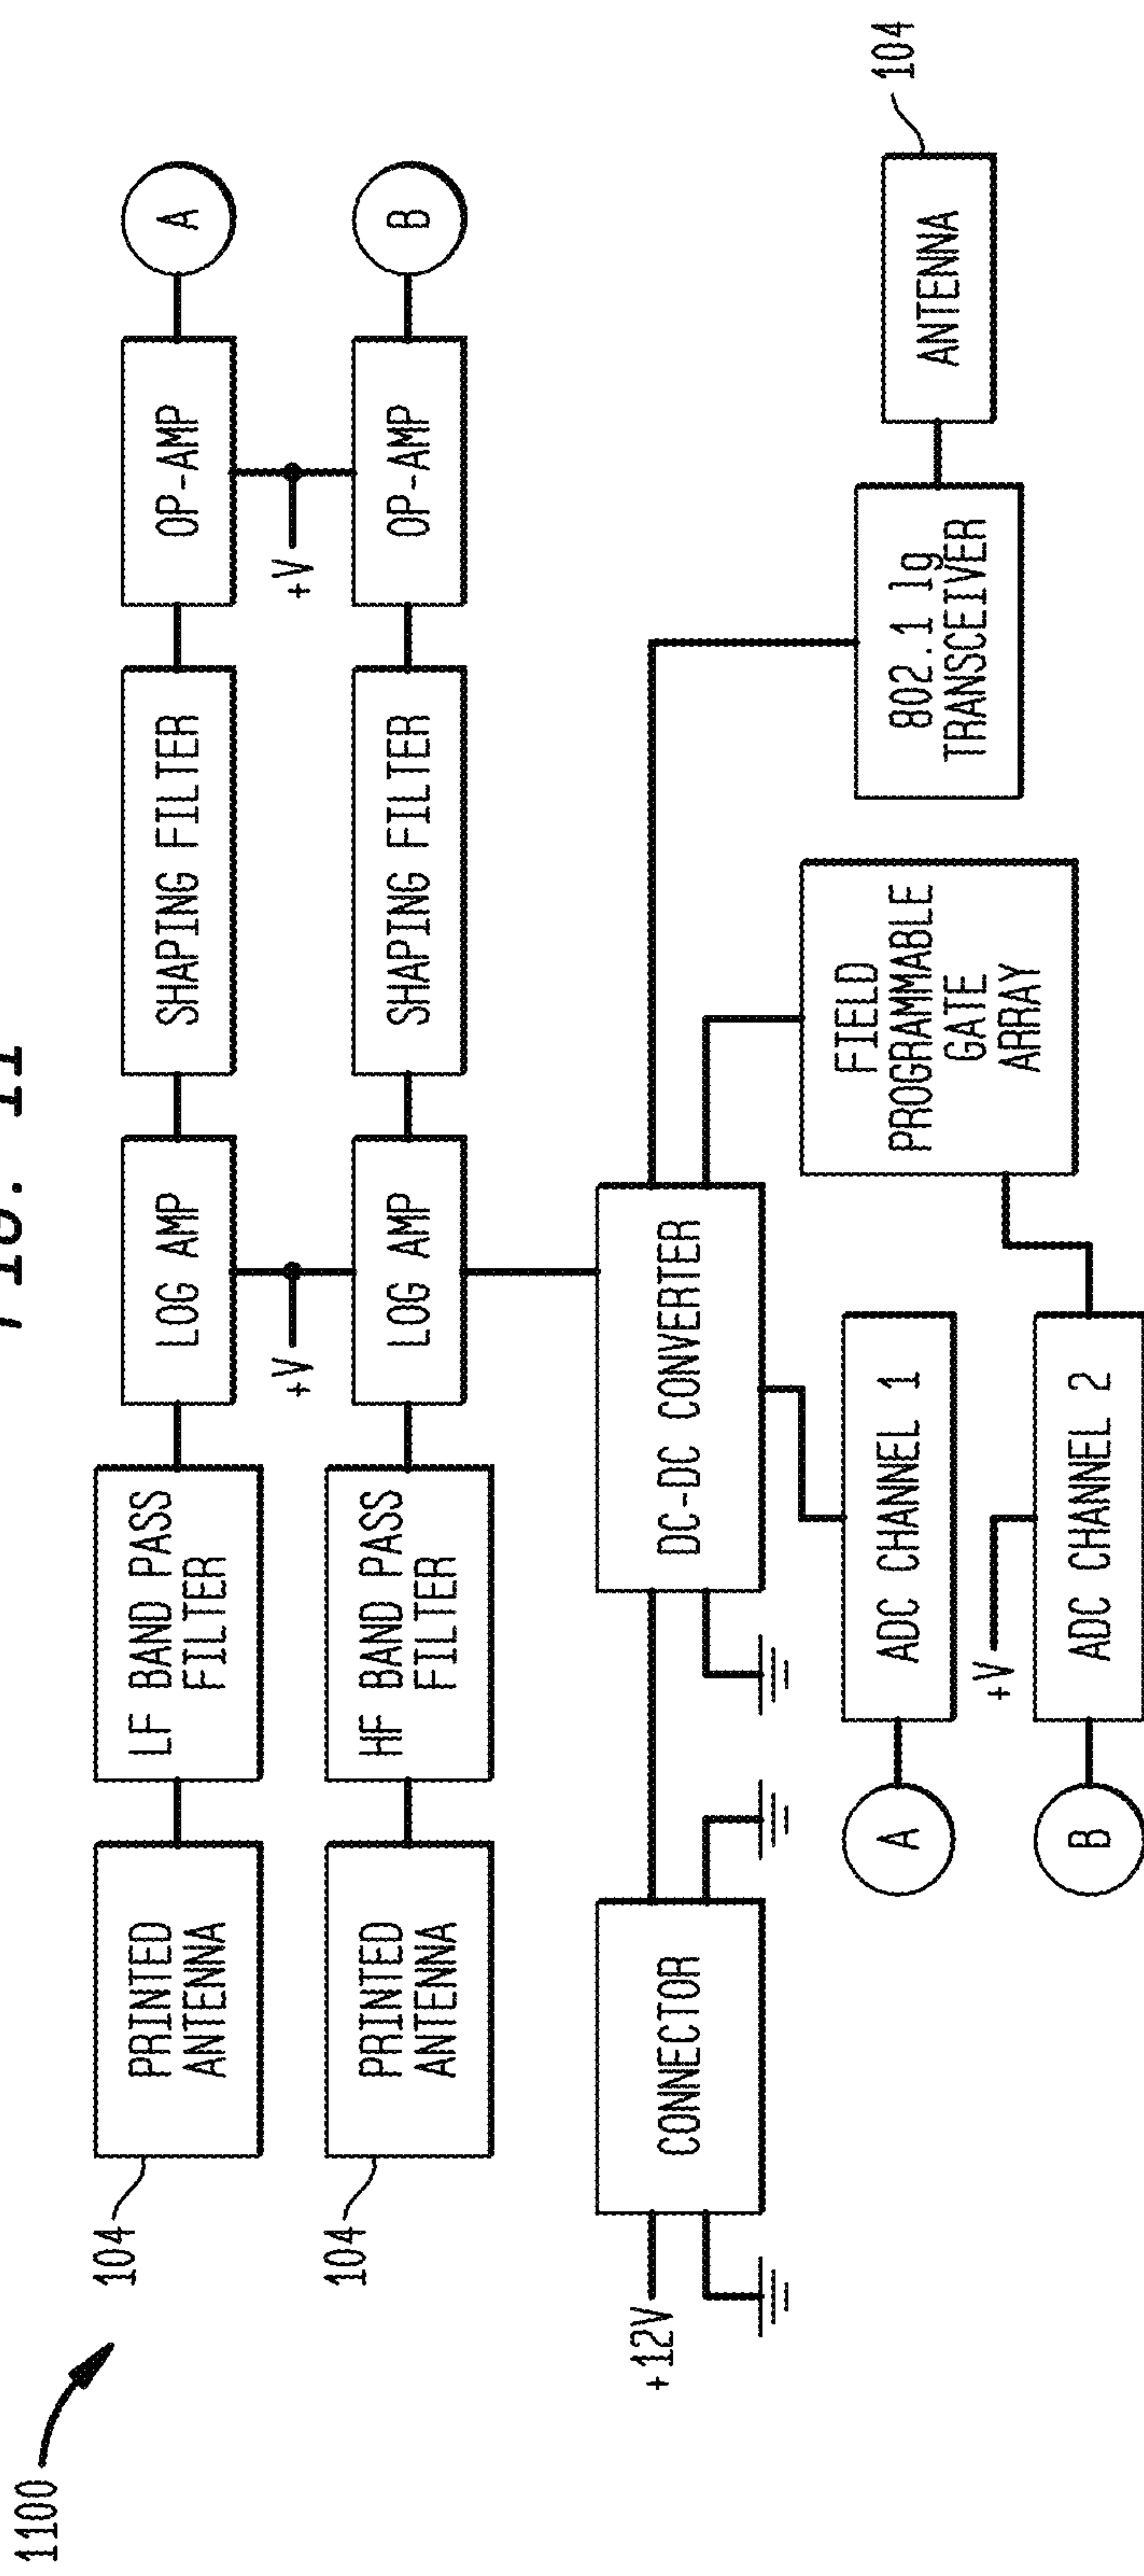 FIG. 11
1100
104
PRINTED
ANTENNA
LF BAND PASS
FILTER
LOG AMP
SHAPING FILTER
OP-AMP
A
+V
+V
104
PRINTED
ANTENNA
HF BAND PASS
FILTER
LOG AMP
SHAPING FILTER
OP-AMP
B
+12V
CONNECTOR
DC-DC CONVERTER
802.1 1g
TRANSCEIVER
ANTENNA
104
FIELD
PROGRAMMABLE
GATE
ARRAY
A
ADC CHANNEL 1
+V
B
ADC CHANNEL 2